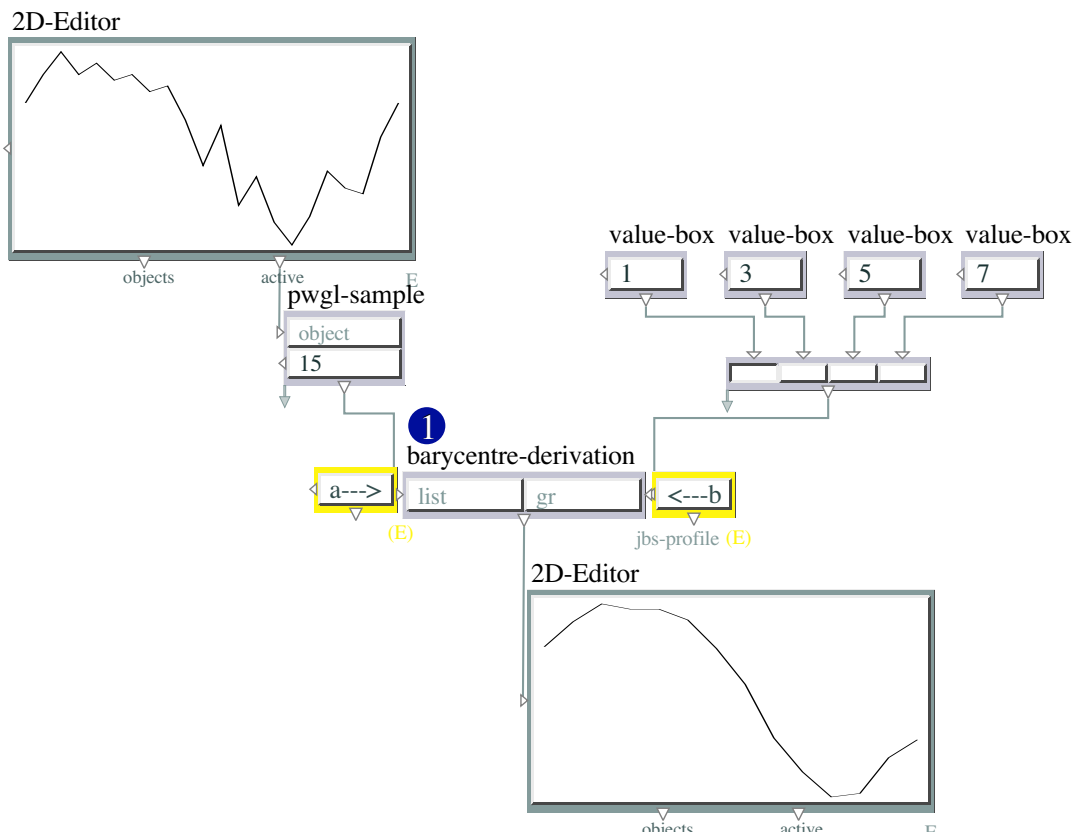 2D-Editor
objects
active
E
pwgl-sample
object
15
value-box
value-box
value-box
value-box
1
3
5
7
1
barycentre-derivation
a--->
list
gr
<---b
(E)
jbs-profile
(E)
2D-Editor
objects
active
E